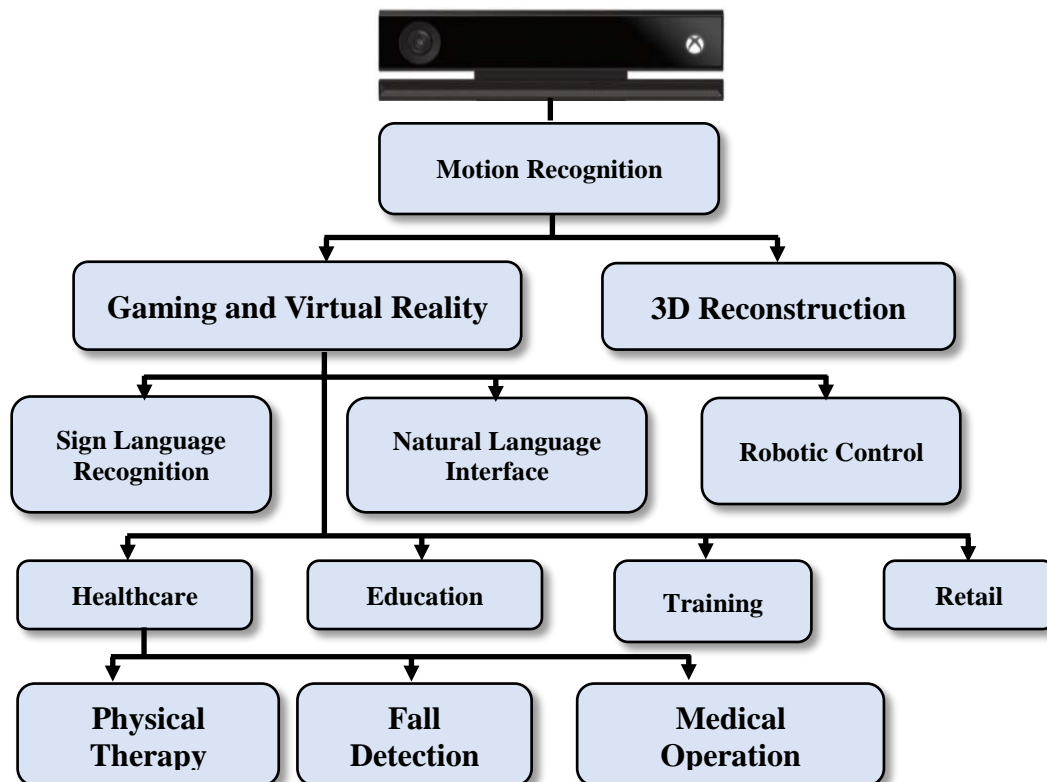 Motion Recognition
Gaming and Virtual Reality
3D Reconstruction
Sign Language
Recognition
Natural Language
Interface
Robotic Control
Healthcare
Education
Training
Retail
Physical
Therapy
Fall
Detection
Medical
Operation